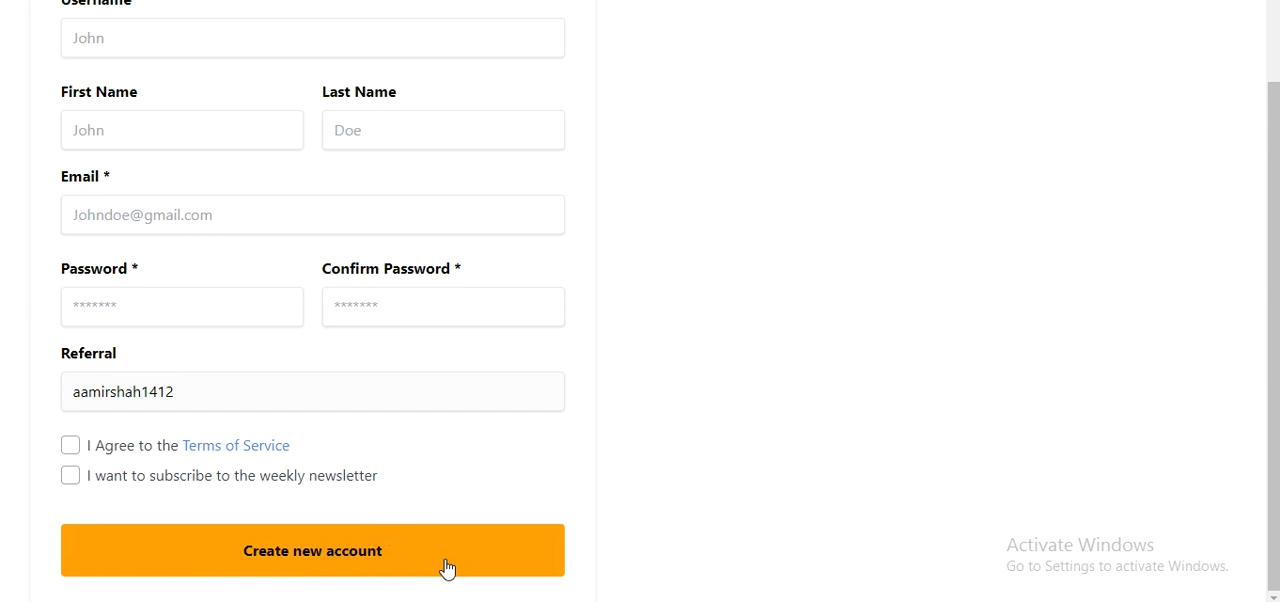 Username
John
First Name Last Name
John Doe
Email *
Johndoe@gmail.com
Password * Confirm Password *
******* *******
Referral
aamirshah1412
I Agree to the Terms of Service
I want to subscribe to the weekly newsletter
Create new account
Activate Windows
Go to Settings to activate Windows.